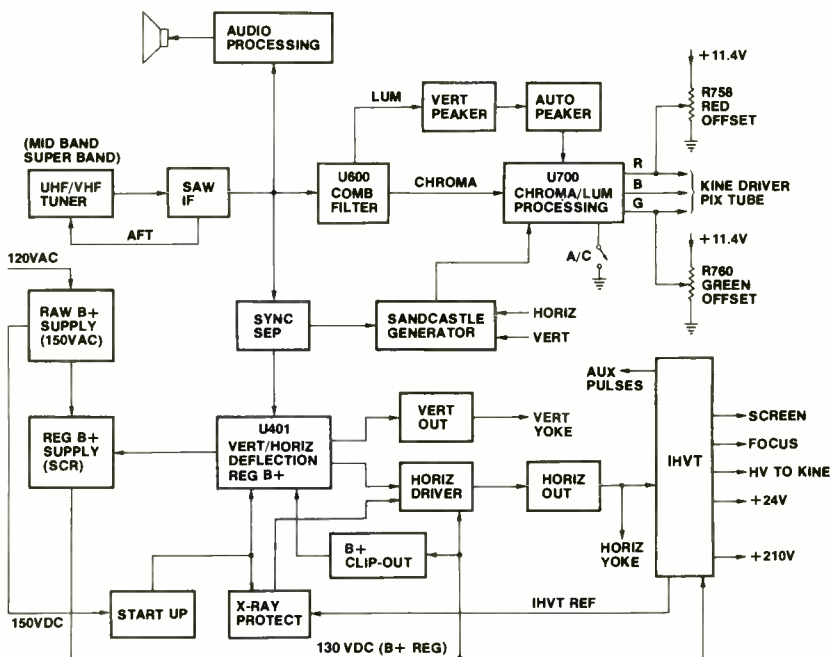 AUDIO
PROCESSING
+11.4V
R758
RED
OFFSET
LUM
VERT
PEAKER
AUTO
PEAKER
(MID BAND
SUPER BAND)
UHF/VHF
TUNER
SAW
IF
AFT
U600
COMB
FILTER
CHROMA
U700
CHROMA/LUM
PROCESSING
R
B
G
KINE DRIVER
PIX TUBE
A/C
+11.4V
R760
GREEN
OFFSET
120VAC
RAW B+
SUPPLY
(150VAC)
SYNC
SEP
SANDCASTLE
GENERATOR
HORIZ
VERT
REG B+
SUPPLY
(SCR)
U401
VERT/HORIZ
DEFLECTION
REG B+
VERT
OUT
VERT
YOKE
HORIZ
DRIVER
HORIZ
OUT
HORIZ
YOKE
AUX
PULSES
IHVT
SCREEN
FOCUS
HV TO KINE
+24V
+210V
B+
CLIP-OUT
150VDC
START UP
X-RAY
PROTECT
IHVT REF
130 VDC (B+ REG)